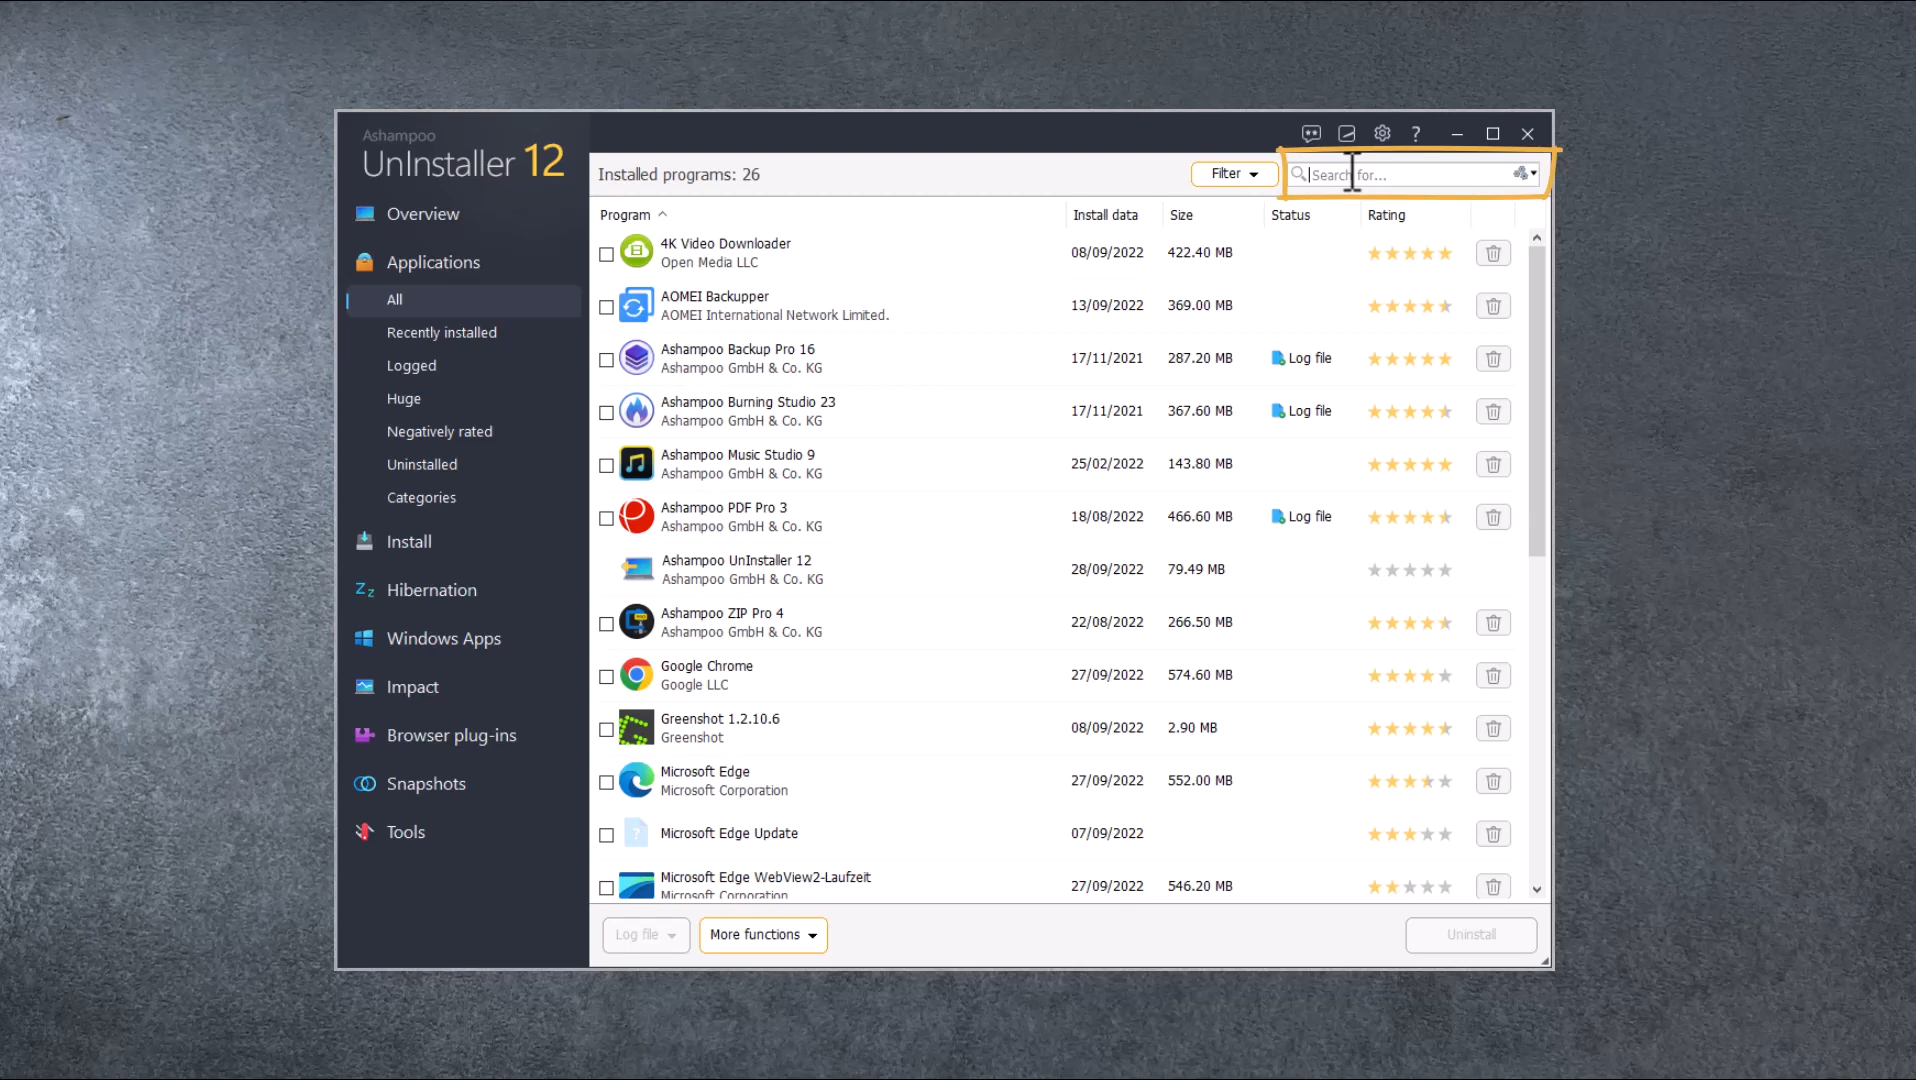 Ashampoo
UnInstaller 12
Overview
Applications
All
Recently installed
Logged
Huge
Negatively rated
Uninstalled
Categories
Install
Zz Hibernation
Windows Apps
Impact
Browser plug-ins
Snapshots
Tools
?
Installed programs: 26
Filter
Search for...
Program Install data Size Status Rating
4K Video Downloader
Open Media LLC
08/09/2022 422.40 MB
AOMEI Backupper
AOMEI International Network Limited.
13/09/2022 369.00 MB
Ashampoo Backup Pro 16
Ashampoo GmbH & Co. KG
17/11/2021 287.20 MB Log file
Ashampoo Burning Studio 23
Ashampoo GmbH & Co. KG
17/11/2021 367.60 MB Log file
Ashampoo Music Studio 9
Ashampoo GmbH & Co. KG
25/02/2022 143.80 MB
Ashampoo PDF Pro 3
Ashampoo GmbH & Co. KG
18/08/2022 466.60 MB Log file
Ashampoo UnInstaller 12
Ashampoo GmbH & Co. KG
28/09/2022 79.49 MB
Ashampoo ZIP Pro 4
Ashampoo GmbH & Co. KG
22/08/2022 266.50 MB
Google Chrome
Google LLC
27/09/2022 574.60 MB
Greenshot 1.2.10.6
Greenshot
08/09/2022 2.90 MB
Microsoft Edge
Microsoft Corporation
27/09/2022 552.00 MB
Microsoft Edge Update
07/09/2022
Microsoft Edge WebView2-Laufzeit
Microsoft Corporation
27/09/2022 546.20 MB
Log file
More functions
Uninstall